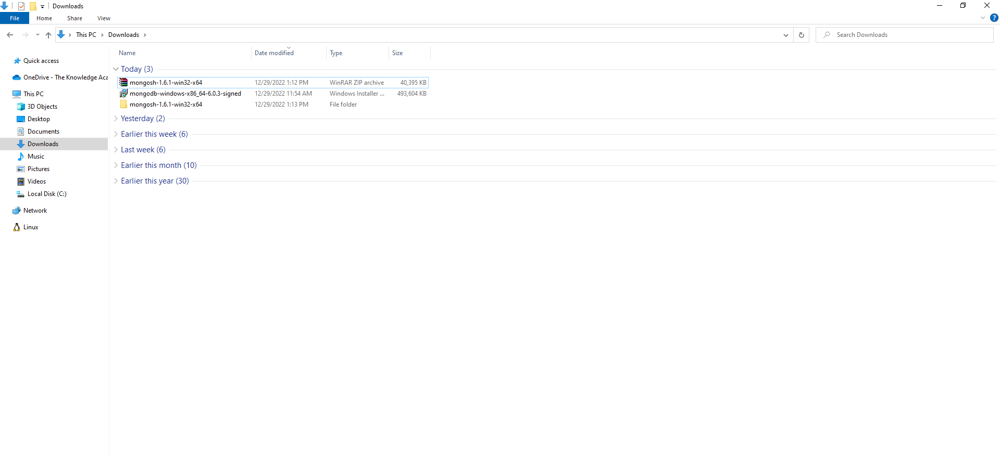 Downloads
File Home Share View
This PC Downloads Search Downloads
Name Date modified Type Size
Quick access
OneDrive - The Knowledge Aca
This PC
3D Objects
Desktop
Documents
Downloads
Music
Pictures
Videos
Local Disk (C:)
Network
Linux
Today (3)
mongosh-1.6.1-win32-x64 12/29/2022 1:12 PM WinRAR ZIP archive 40,395 KB
mongodb-windows-x86_64-6.0.3-signed 12/29/2022 11:54 AM Windows Installer ... 493,604 KB
mongosh-1.6.1-win32-x64 12/29/2022 1:13 PM File folder
Yesterday (2)
Earlier this week (6)
Last week (6)
Earlier this month (10)
Earlier this year (30)